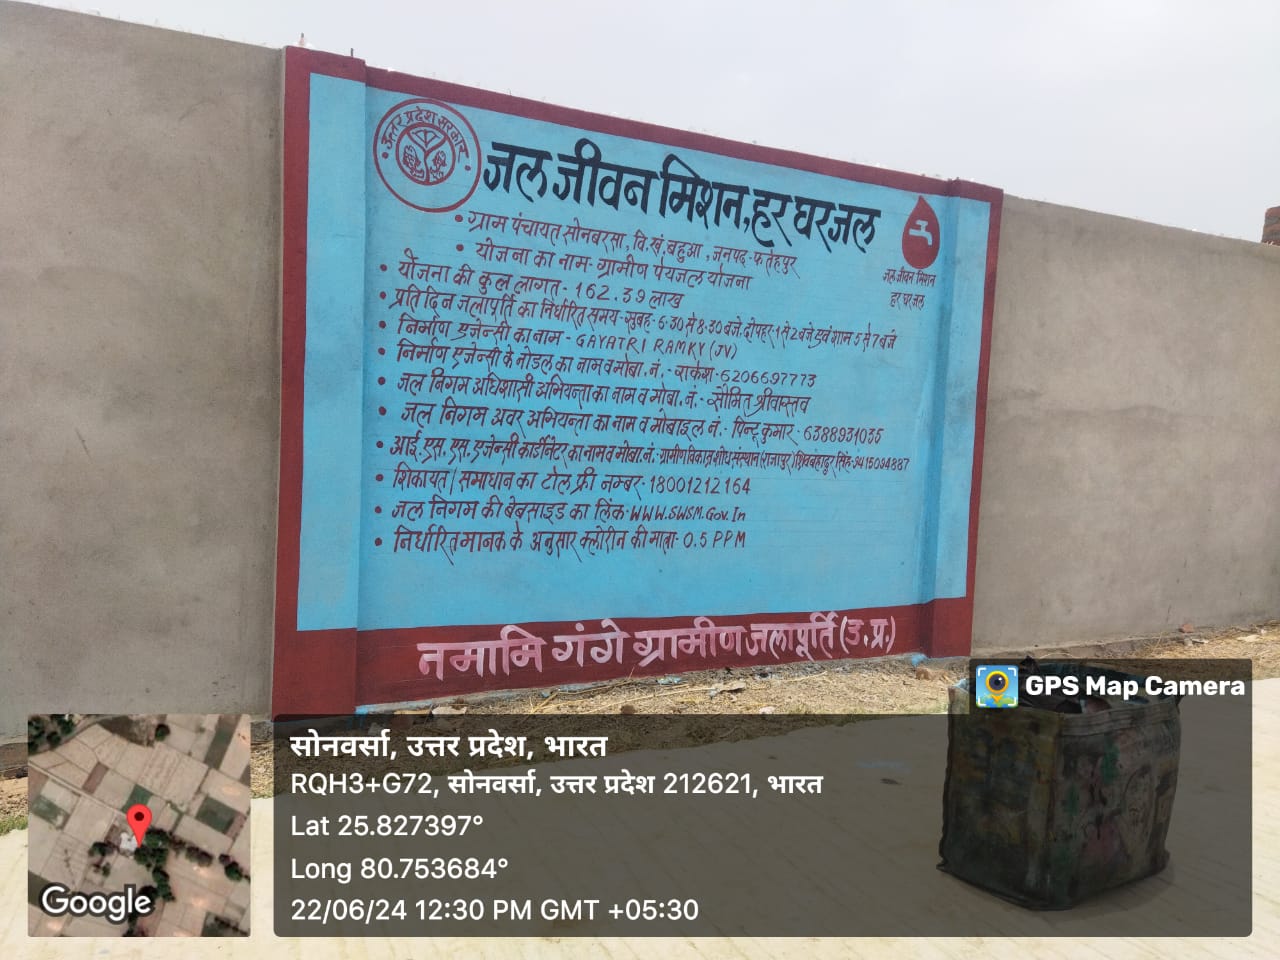 उत्तर प्रदेश सरकार
जल जीवन मिशन, हर घर जल
• ग्राम पंचायत सोनबरसा, वि.खं. बहुआ, जनपद- फतेहपुर
• योजना का नाम- ग्रामीण पेयजल योजना
• योजना की कुल लागत- 162.39 लाख
• प्रतिदिन जलापूर्ति का निर्धारित समय- सुबह- 6.30 से 8.30 बजे, दोपहर- 1 से 2 बजे एवं शाम 5 से 7 बजे
• निर्माण एजेन्सी का नाम - GAYATRI RAMKY (JV)
• निर्माण एजेन्सी के नोडल का नाम व मोबा. नं.- राकेश- 6206697773
• जल निगम अधिशासी अभियन्ता का नाम व मोबा. नं.- सौमित श्रीवास्तव
• जल निगम अवर अभियन्ता का नाम व मोबाइल नं.- पिन्टू कुमार - 6388931035
• आई.एस.एस. एजेन्सी कार्डीनेटर का नाम व मोबा. नं.- ग्रामीण विकास शोध संस्थान (राजापुर) शिवबहादुर सिंह- 9415094887
• शिकायत / समाधान का टोल फ्री नम्बर- 18001212164
• जल निगम की बेबसाइड का लिंक- WWW.SWSM.Gov.In
• निर्धारित मानक के अनुसार क्लोरीन की मात्रा- 0.5 PPM
जल जीवन मिशन
हर घर जल
नमामि गंगे ग्रामीण जलापूर्ति (उ.प्र.)
GPS Map Camera
सोनवर्सा, उत्तर प्रदेश, भारत
RQH3+G72, सोनवर्सा, उत्तर प्रदेश 212621, भारत
Lat 25.827397°
Long 80.753684°
22/06/24 12:30 PM GMT +05:30
Google